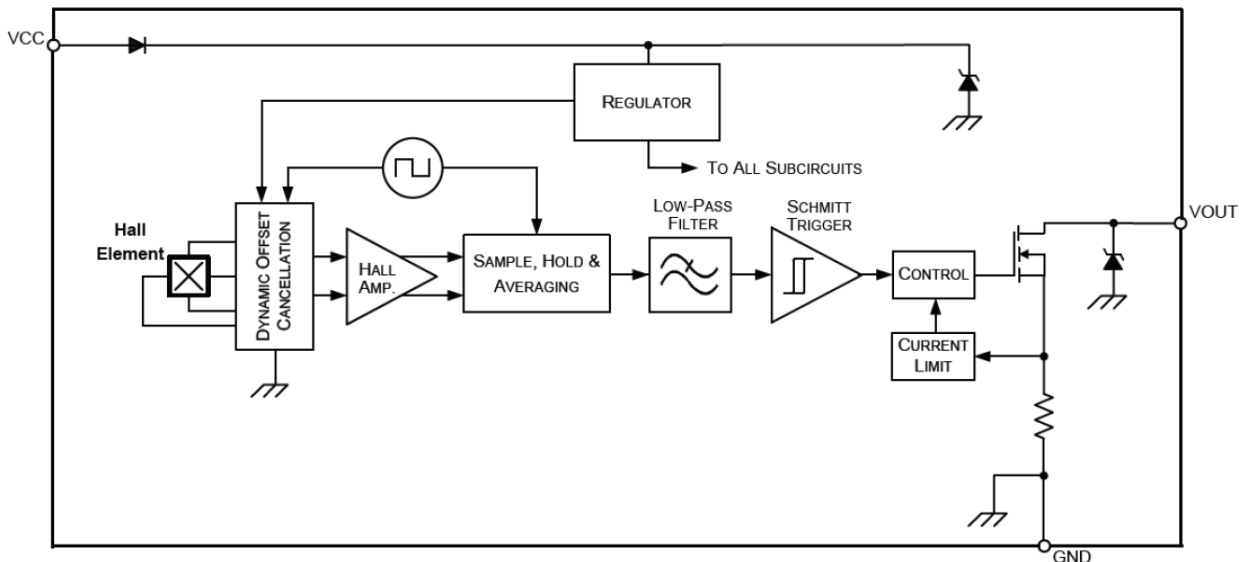 VCC
REGULATOR
TO ALL SUBCIRCUITS
LOW-PASS
FILTER
SCHMITT
TRIGGER
VOUT
Hall
Element
DYNAMIC OFFSET
CANCELLATION
HALL
AMP.
SAMPLE, HOLD &
AVERAGING
CONTROL
CURRENT
LIMIT
GND